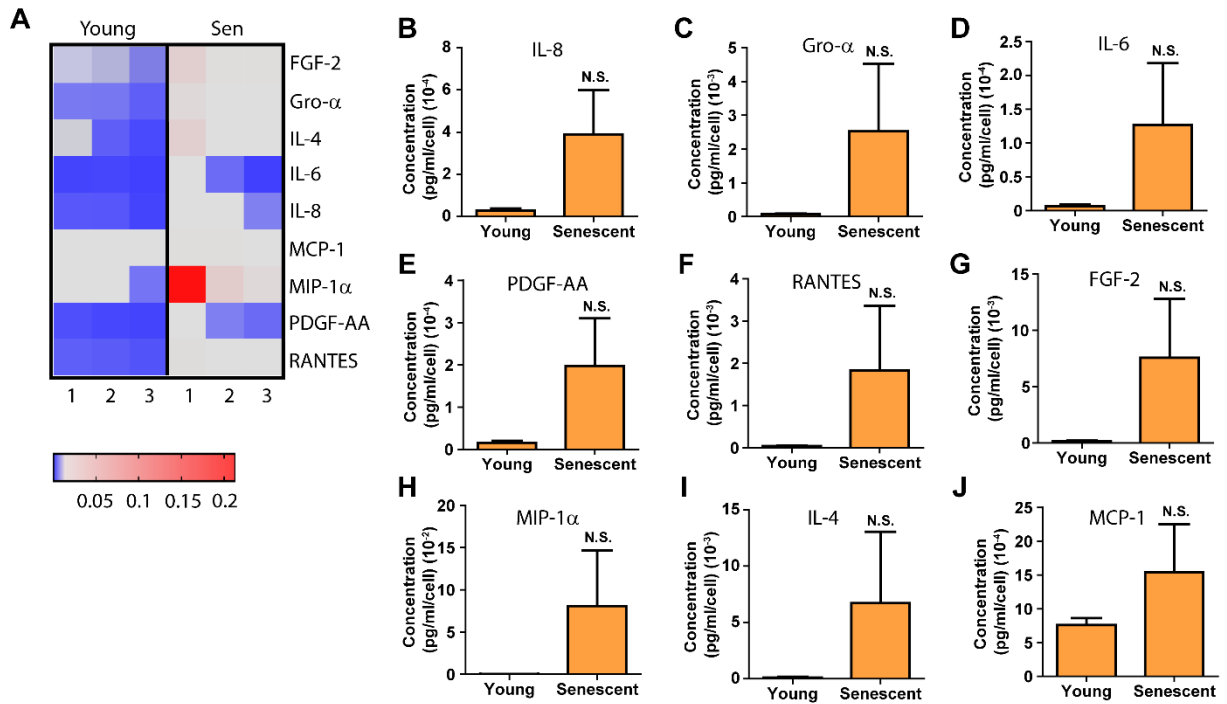 A
Young Sen
FGF-2
Gro-α
IL-4
IL-6
IL-8
MCP-1
MIP-1α
PDGF-AA
RANTES
1 2 3 1 2 3
0.05 0.1 0.15 0.2
B
IL-8
Concentration
(pg/ml/cell) (10⁻⁴)
8
6
4
2
0
N.S.
Young Senescent
C
Gro-α
Concentration
(pg/ml/cell) (10⁻³)
5
4
3
2
1
0
N.S.
Young Senescent
D
IL-6
Concentration
(pg/ml/cell) (10⁻⁴)
2.5
2.0
1.5
1.0
0.5
0.0
N.S.
Young Senescent
E
PDGF-AA
Concentration
(pg/ml/cell) (10⁻⁴)
4
3
2
1
0
N.S.
Young Senescent
F
RANTES
Concentration
(pg/ml/cell) (10⁻³)
4
3
2
1
0
N.S.
Young Senescent
G
FGF-2
Concentration
(pg/ml/cell) (10⁻³)
15
10
5
0
N.S.
Young Senescent
H
MIP-1α
Concentration
(pg/ml/cell) (10⁻²)
20
15
10
5
0
N.S.
Young Senescent
I
IL-4
Concentration
(pg/ml/cell) (10⁻³)
15
10
5
0
N.S.
Young Senescent
J
MCP-1
Concentration
(pg/ml/cell) (10⁻⁴)
25
20
15
10
5
0
N.S.
Young Senescent